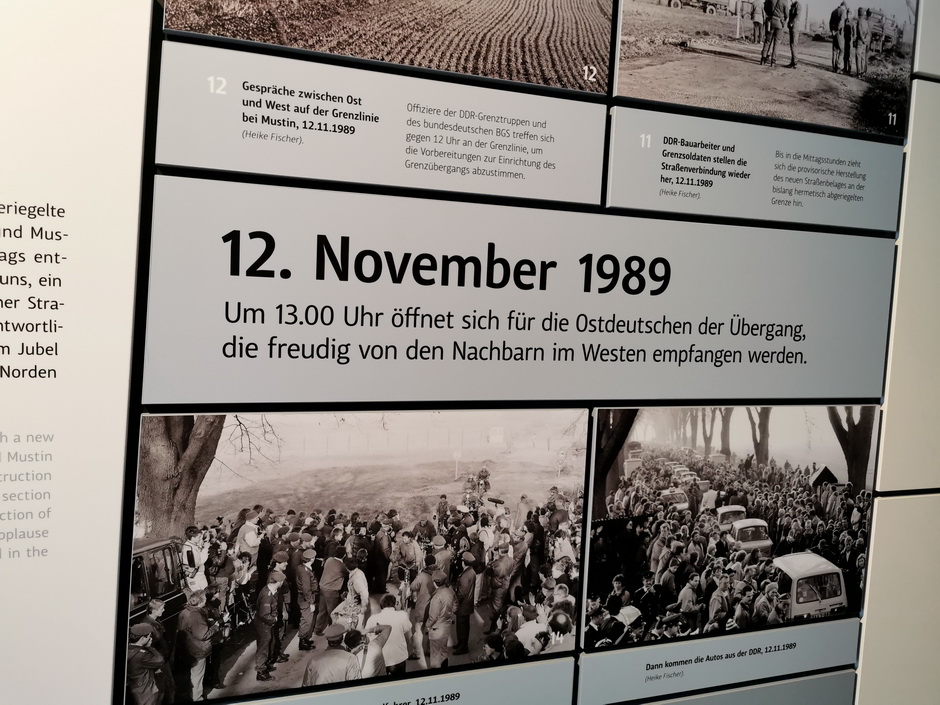 eriegelte
nd Mus-
ags ent-
uns, ein
ner Stra-
ntwortli-
m Jubel
Norden
h a new
Mustin
truction
section
ction of
pplause
in the
12
12
Gespräche zwischen Ost
und West auf der Grenzlinie
bei Mustin, 12.11.1989
(Heike Fischer).
Offiziere der DDR-Grenztruppen und
des bundesdeutschen BGS treffen sich
gegen 12 Uhr an der Grenzlinie, um
die Vorbereitungen zur Einrichtung des
Grenzübergangs abzustimmen.
11
11
DDR-Bauarbeiter und
Grenzsoldaten stellen die
Straßenverbindung wieder
her, 12.11.1989
(Heike Fischer).
Bis in die Mittagsstunden zieht
sich die provisorische Herstellung
des neuen Straßenbelages an der
bislang hermetisch abgeriegelten
Grenze hin.
12. November 1989
Um 13.00 Uhr öffnet sich für die Ostdeutschen der Übergang,
die freudig von den Nachbarn im Westen empfangen werden.
14
12.11.1989
Dann kommen die Autos aus der DDR, 12.11.1989
(Heike Fischer).